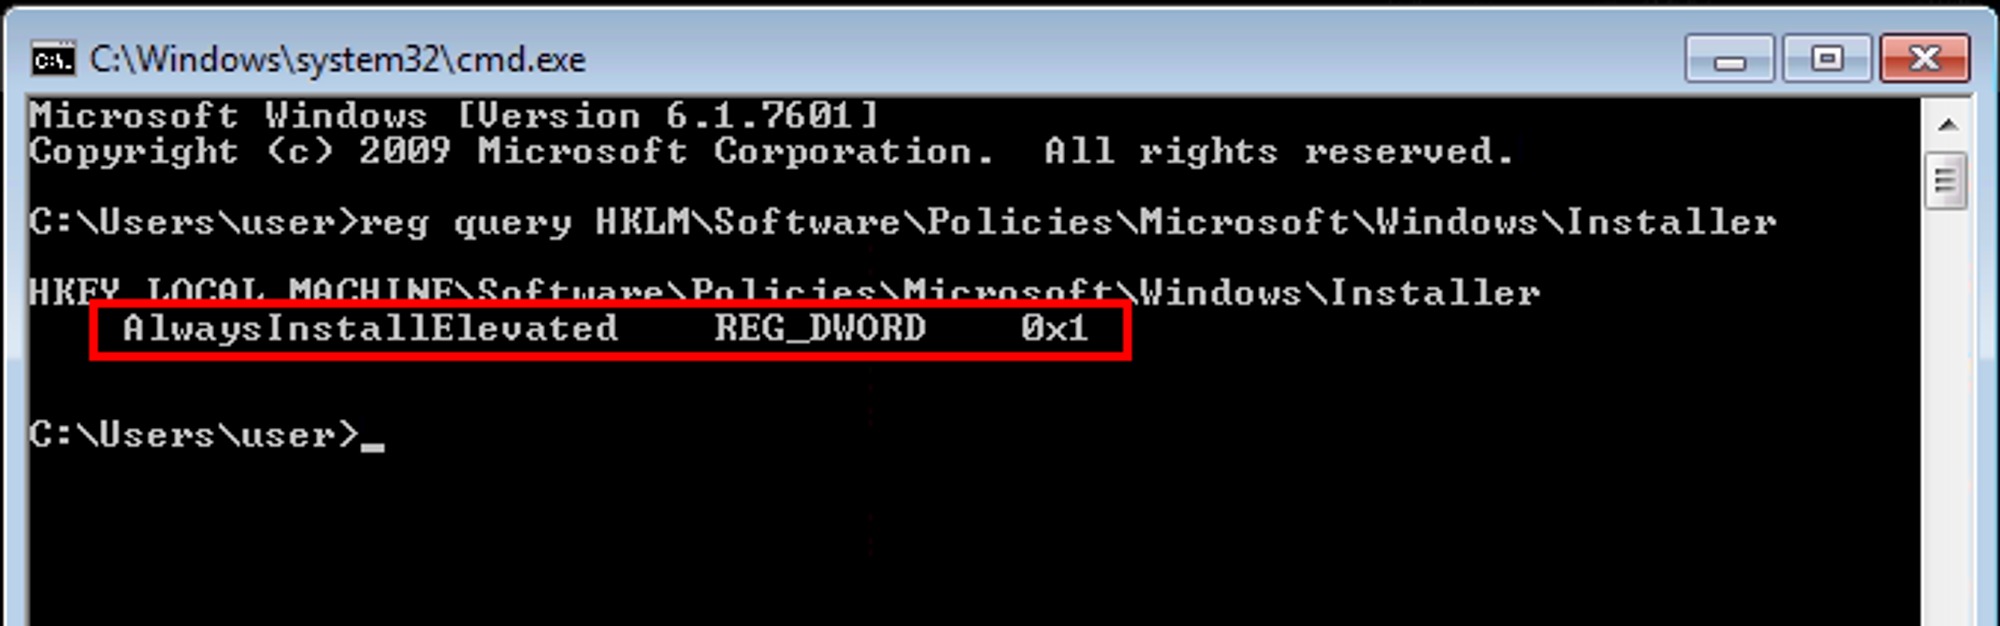 C:\Windows\system32\cmd.exe
Microsoft Windows [Version 6.1.7601]
Copyright (c) 2009 Microsoft Corporation.  All rights reserved.
C:\Users\user>reg query HKLM\Software\Policies\Microsoft\Windows\Installer
HKEY_LOCAL_MACHINE\Software\Policies\Microsoft\Windows\Installer
AlwaysInstallElevated    REG_DWORD    0x1
C:\Users\user>_